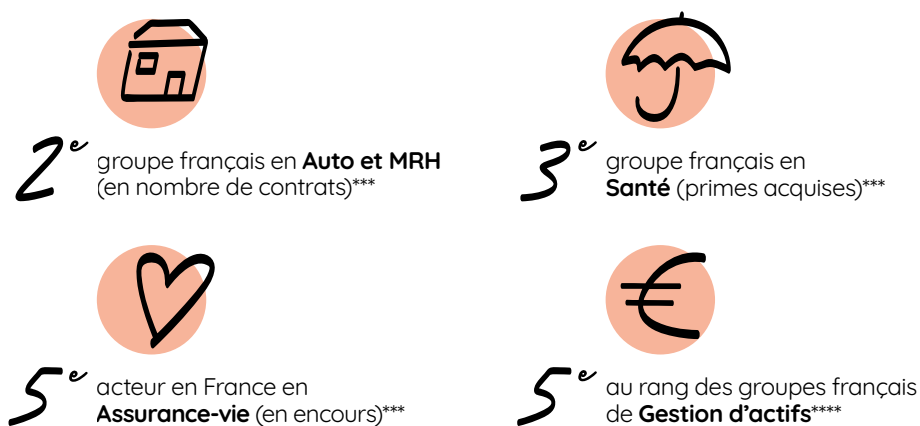 2e groupe français en Auto et MRH
(en nombre de contrats)***
3e groupe français en
Santé (primes acquises)***
5e acteur en France en
Assurance-vie (en encours)***
€
5e au rang des groupes français
de Gestion d’actifs****